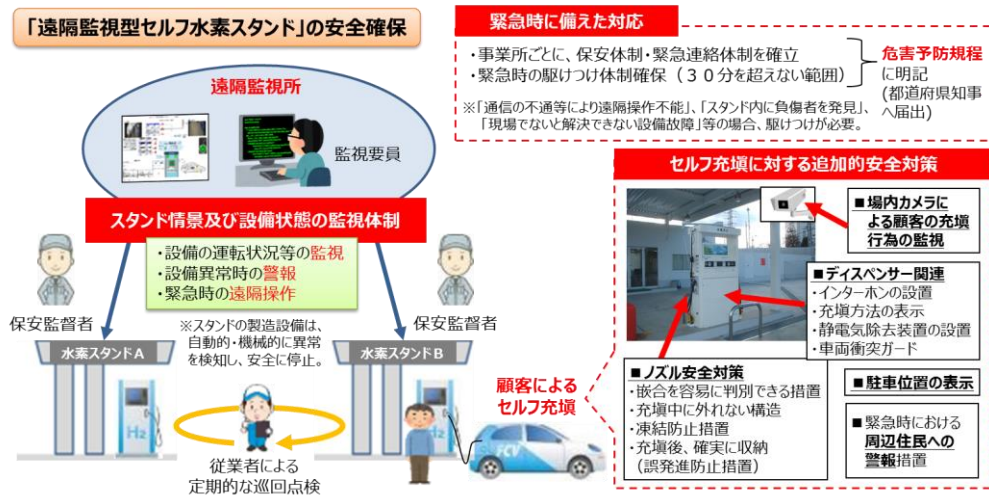 「遠隔監視型セルフ水素スタンド」の安全確保
遠隔監視所
監視要員
スタンド情景及び設備状態の監視体制
・設備の運転状況等の監視
・設備異常時の警報
・緊急時の遠隔操作
保安監督者
保安監督者
※スタンドの製造設備は、
自動的・機械的に異常
を検知し、安全に停止。
水素スタンドA
水素スタンドB
H2
H2
FCV
従業者による
定期的な巡回点検
顧客による
セルフ充塡
緊急時に備えた対応
・事業所ごとに、保安体制・緊急連絡体制を確立
・緊急時の駆けつけ体制確保（３０分を超えない範囲）
危害予防規程
に明記
(都道府県知事
へ届出)
※「通信の不通等により遠隔操作不能」、「スタンド内に負傷者を発見」、
「現場でないと解決できない設備故障」等の場合、駆けつけが必要。
セルフ充塡に対する追加的安全対策
■場内カメラに
よる顧客の充塡
行為の監視
■ディスペンサー関連
・インターホンの設置
・充塡方法の表示
・静電気除去装置の設置
・車両衝突ガード
■ノズル安全対策
・嵌合を容易に判別できる措置
・充塡中に外れない構造
・凍結防止措置
・充塡後、確実に収納
（誤発進防止措置）
■駐車位置の表示
■緊急時における
周辺住民への
警報措置